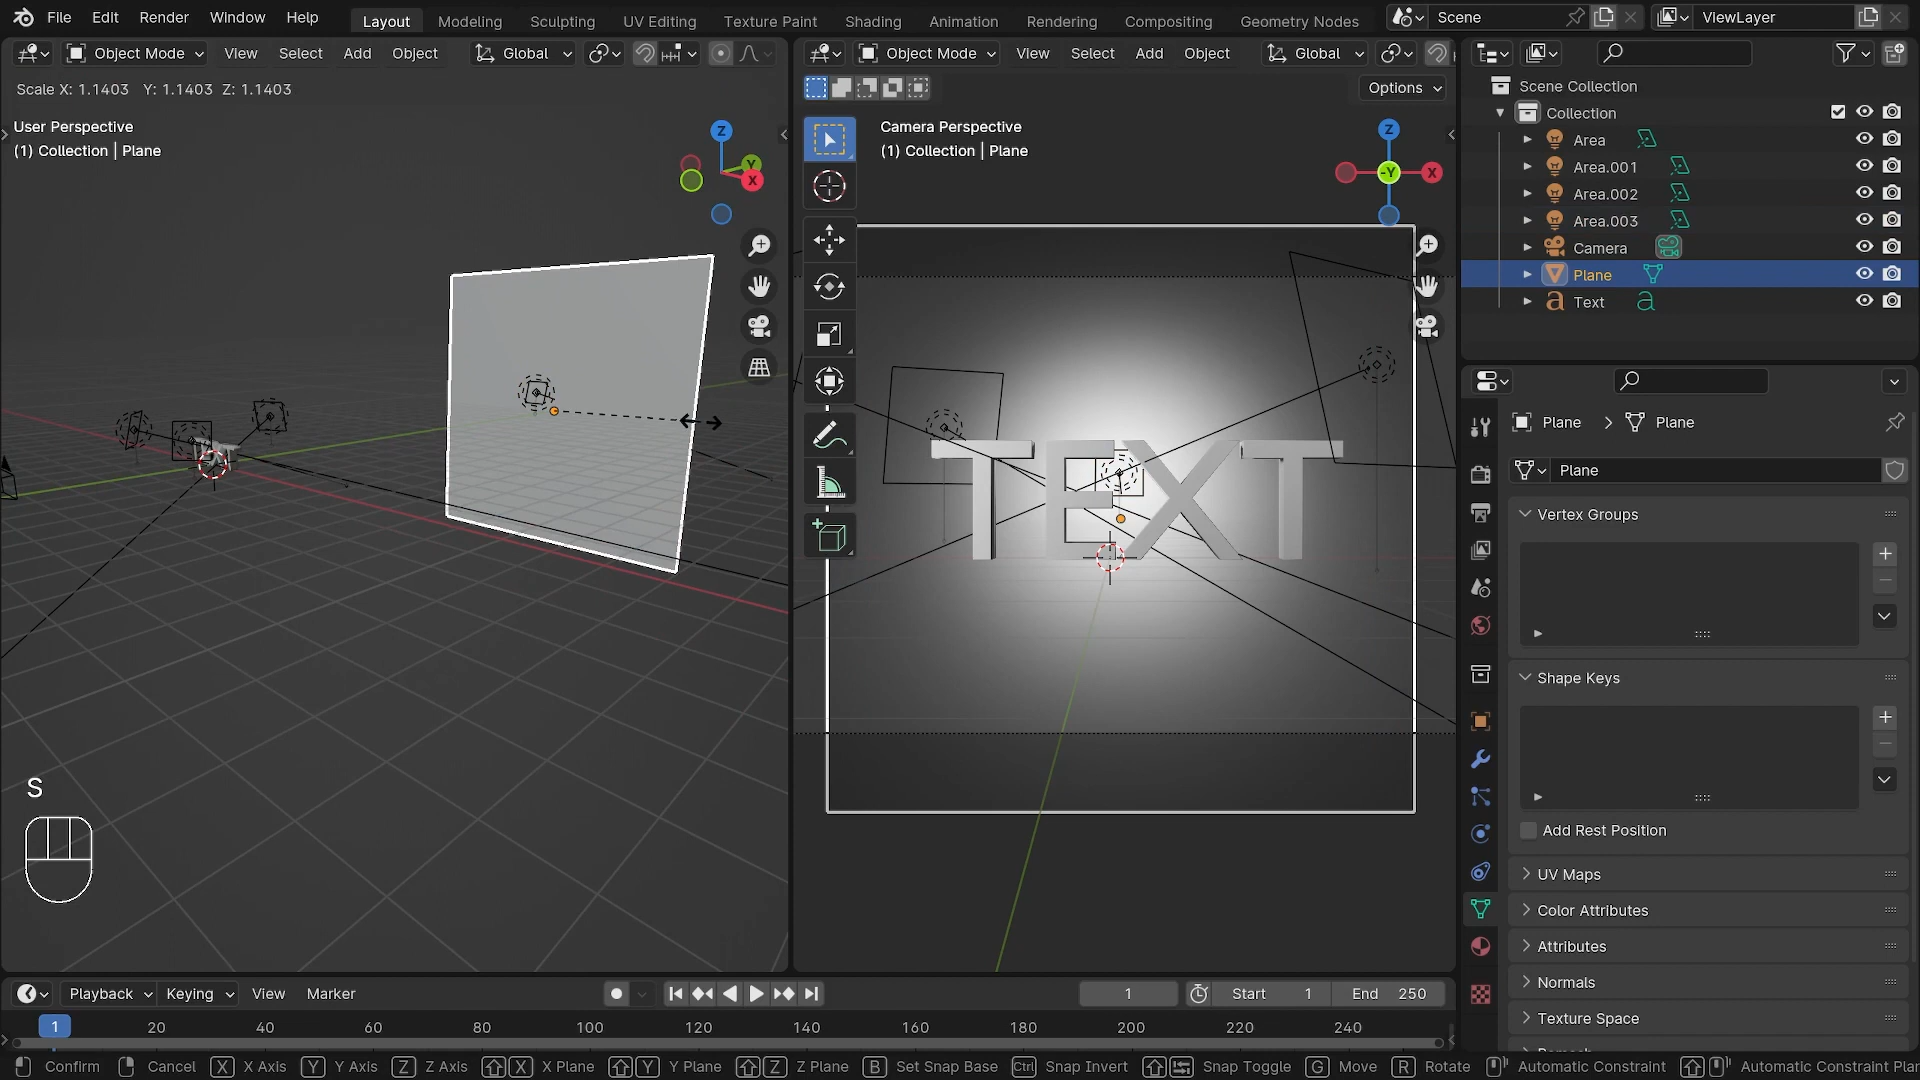 File Edit Render Window Help Layout Modeling Sculpting UV Editing Texture Paint Shading Animation Rendering Compositing Geometry Nodes Scene ViewLayer
Object Mode View Select Add Object Global Object Mode View Select Add Object Global
Scale X: 1.1403 Y: 1.1403 Z: 1.1403
Options
User Perspective
(1) Collection | Plane
Z
Y
X
Camera Perspective
(1) Collection | Plane
Z
-Y
X
TEXT
S
Scene Collection
Collection
Area
Area.001
Area.002
Area.003
Camera
Plane
a Text a
Plane > Plane
Plane
Vertex Groups
Shape Keys
Add Rest Position
UV Maps
Color Attributes
Attributes
Normals
Texture Space
Playback Keying View Marker 1 Start 1 End 250
1 20 40 60 80 100 120 140 160 180 200 220 240
Confirm Cancel X X Axis Y Y Axis Z Z Axis X X Plane Y Y Plane Z Z Plane B Set Snap Base Ctrl Snap Invert Snap Toggle G Move R Rotate Automatic Constraint Automatic Constraint Plan